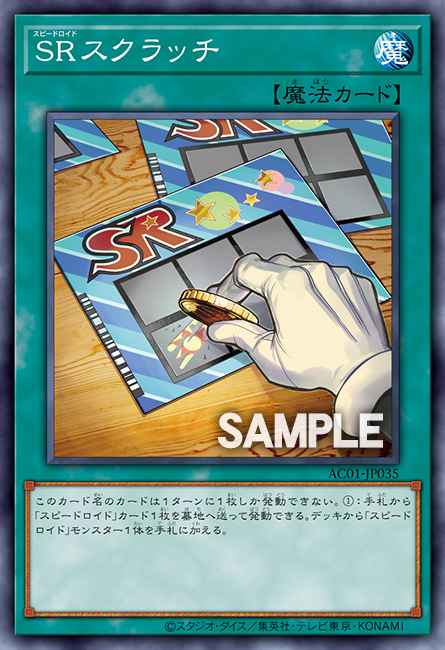 スピードロイド
SRスクラッチ
魔
【魔法カード】
SR
SR
SAMPLE
AC01-JP035
このカード名のカードは1ターンに1枚しか発動できない。①:手札から
「スピードロイド」カード1枚を墓地へ送って発動できる。デッキから「スピード
ロイド」モンスター1体を手札に加える。
©スタジオ・ダイス/集英社・テレビ東京・KONAMI